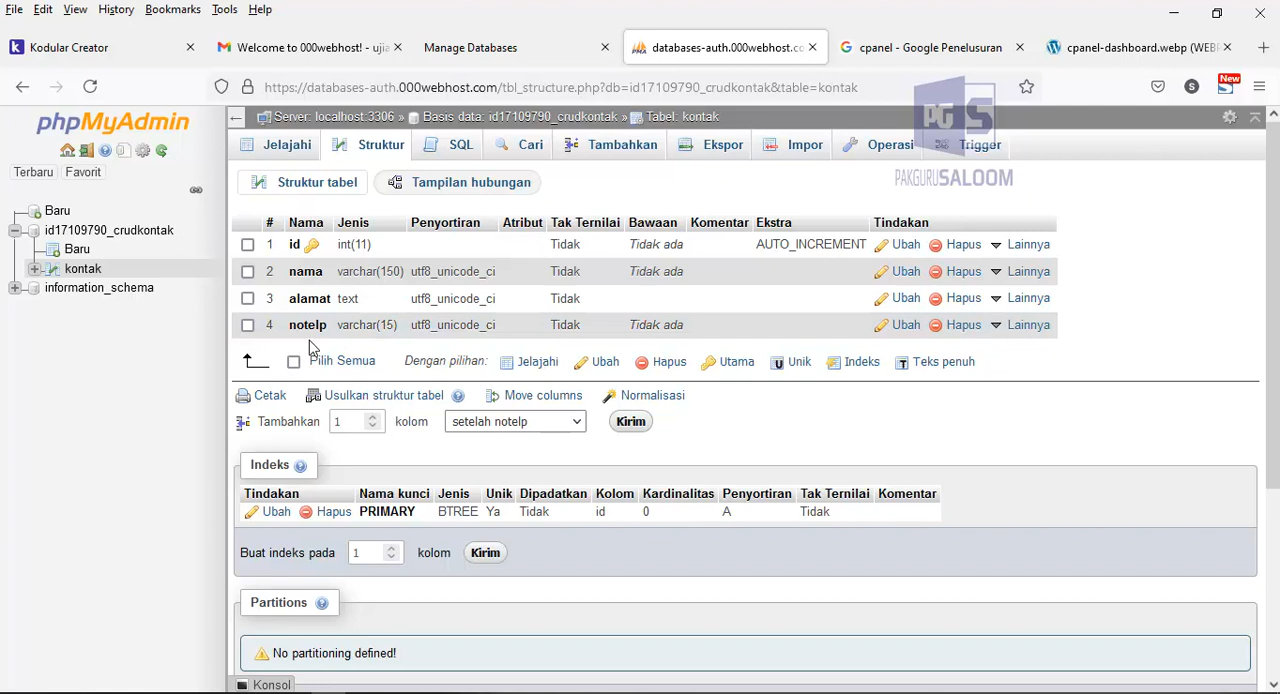 File Edit View History Bookmarks Tools Help
Kodular Creator Welcome to 000webhost! - ujia Manage Databases databases-auth.000webhost.co cpanel - Google Penelusuran cpanel-dashboard.webp (WEB
https://databases-auth.000webhost.com/tbl_structure.php?db=id17109790_crudkontak&table=kontak S New
phpMyAdmin
Terbaru Favorit
Baru
id17109790_crudkontak
Baru
kontak
information_schema
Server: localhost:3306 » Basis data: id17109790_crudkontak » Tabel: kontak
PG S
PAKGURUSALOOM
Jelajahi Struktur SQL Cari Tambahkan Ekspor Impor Operasi Trigger
Struktur tabel Tampilan hubungan
# Nama Jenis Penyortiran Atribut Tak Ternilai Bawaan Komentar Ekstra Tindakan
1 id int(11) Tidak Tidak ada AUTO_INCREMENT Ubah Hapus Lainnya
2 nama varchar(150) utf8_unicode_ci Tidak Tidak ada Ubah Hapus Lainnya
3 alamat text utf8_unicode_ci Tidak Ubah Hapus Lainnya
4 notelp varchar(15) utf8_unicode_ci Tidak Tidak ada Ubah Hapus Lainnya
Pilih Semua Dengan pilihan: Jelajahi Ubah Hapus Utama U Unik Indeks T Teks penuh
Cetak Usulkan struktur tabel Move columns Normalisasi
Tambahkan 1 kolom setelah notelp Kirim
Indeks
Tindakan Nama kunci Jenis Unik Dipadatkan Kolom Kardinalitas Penyortiran Tak Ternilai Komentar
Ubah Hapus PRIMARY BTREE Ya Tidak id 0 A Tidak
Buat indeks pada 1 kolom Kirim
Partitions
No partitioning defined!
Konsol